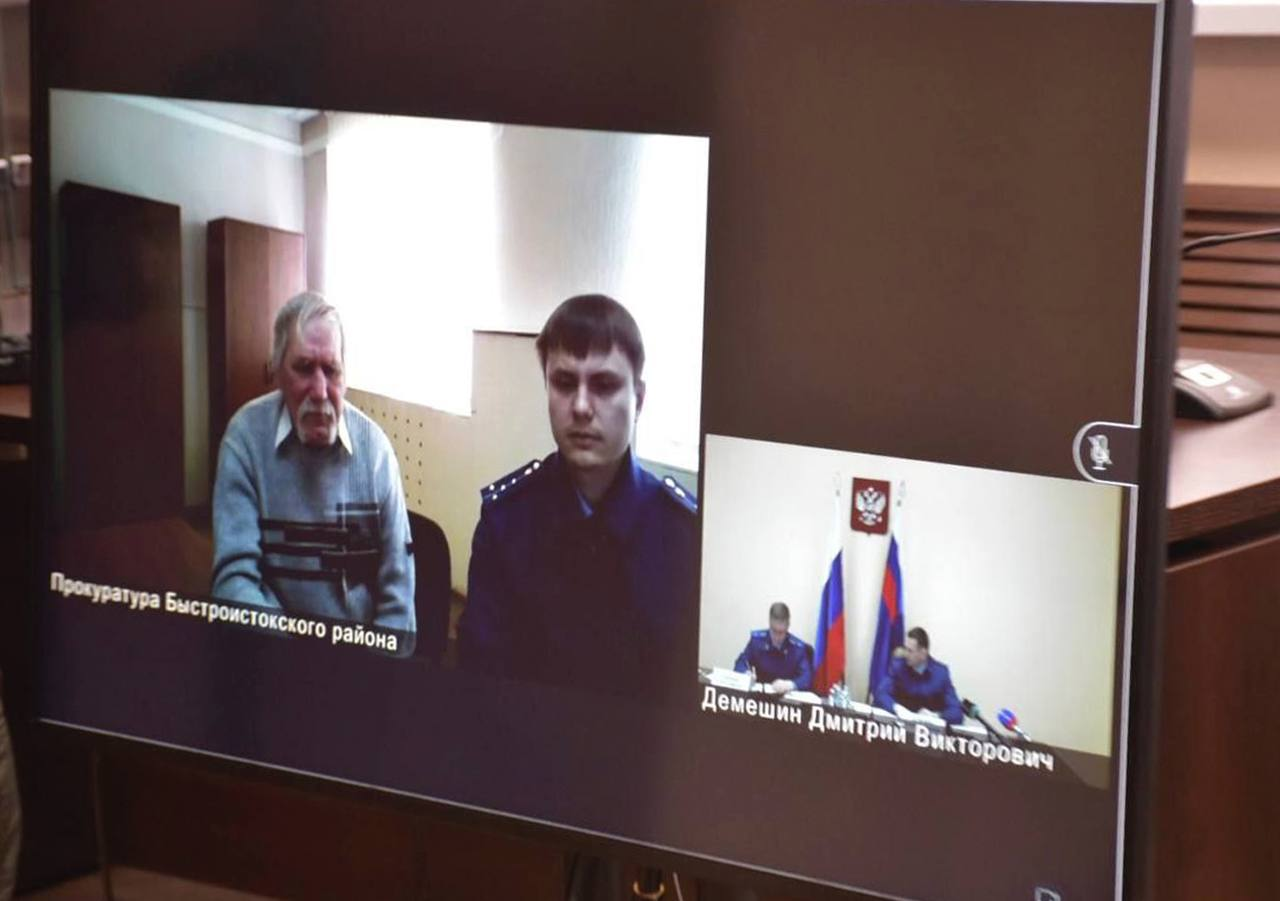 Прокуратура Быстроистокского района
Демешин Дмитрий Викторович